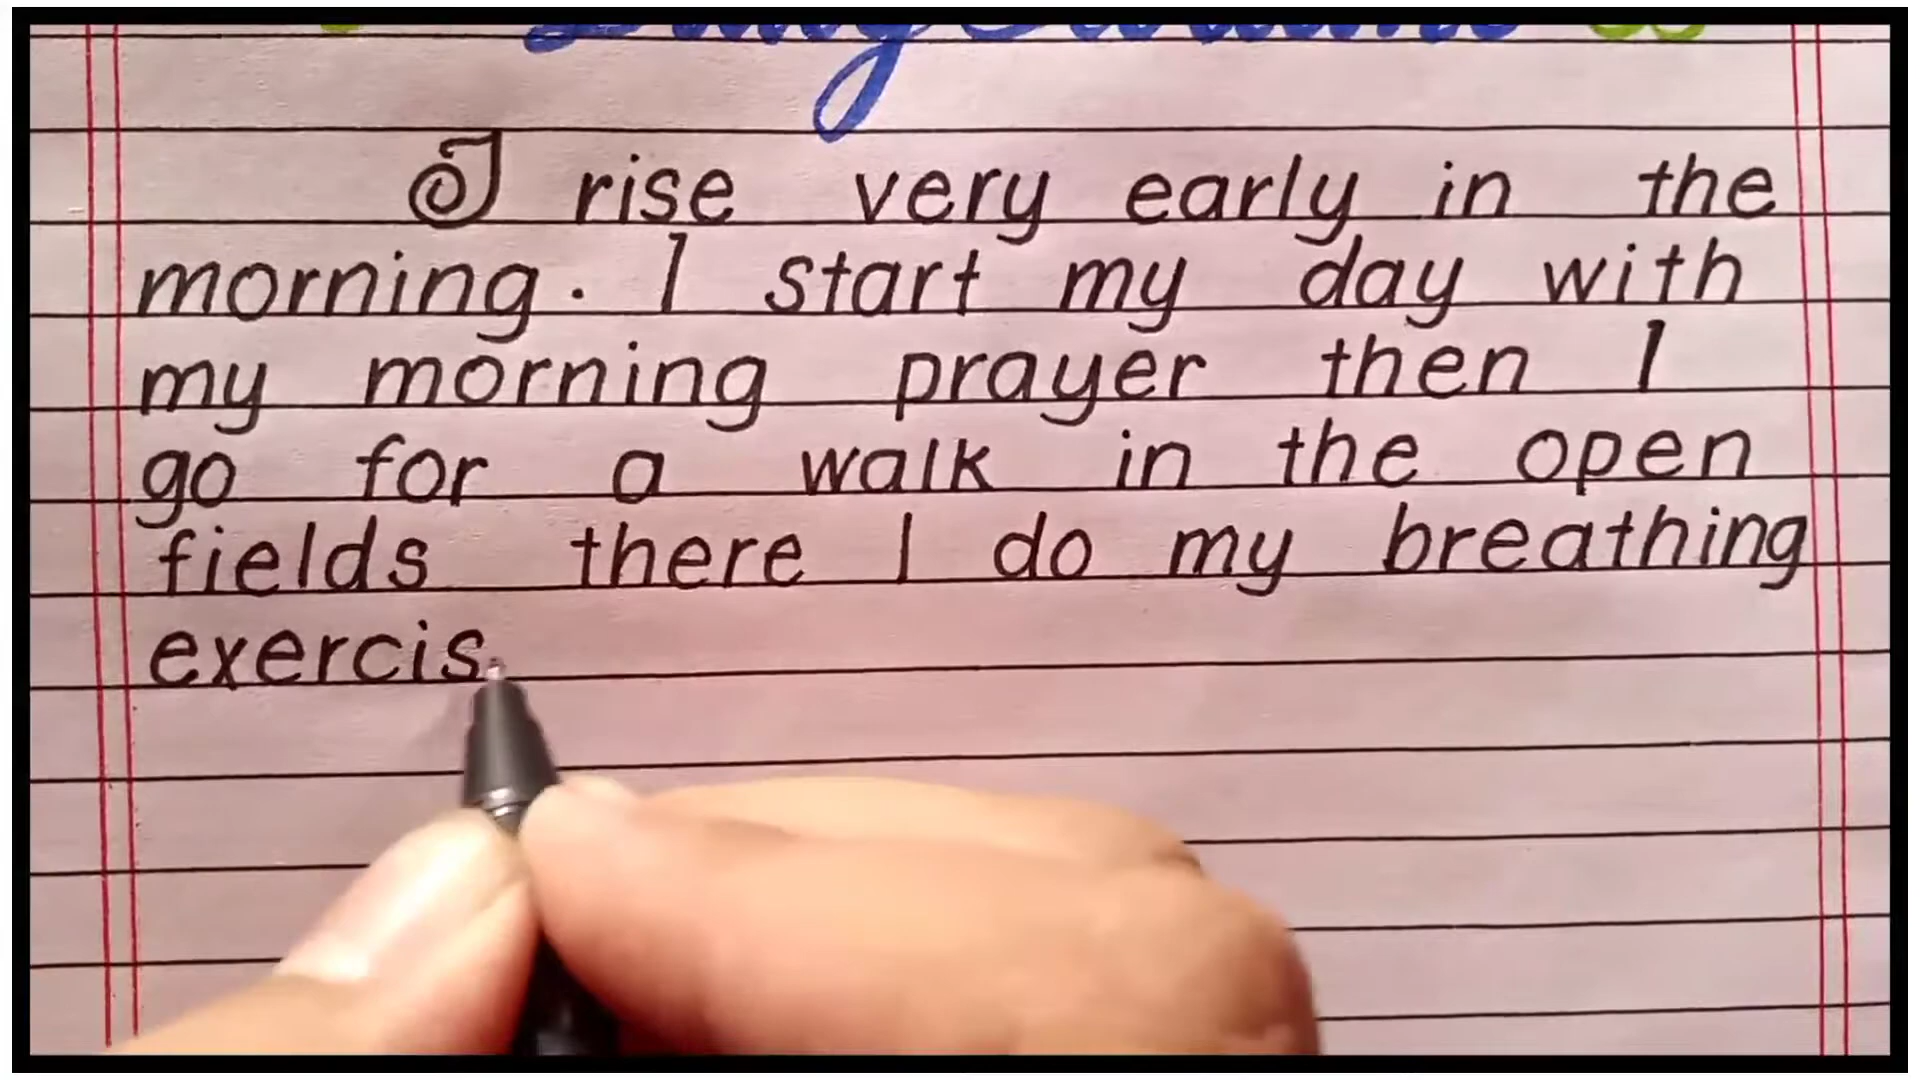 I rise very early in the
morning. I start my day with
my morning prayer then I
go for a walk in the open
fields there I do my breathing
exercis